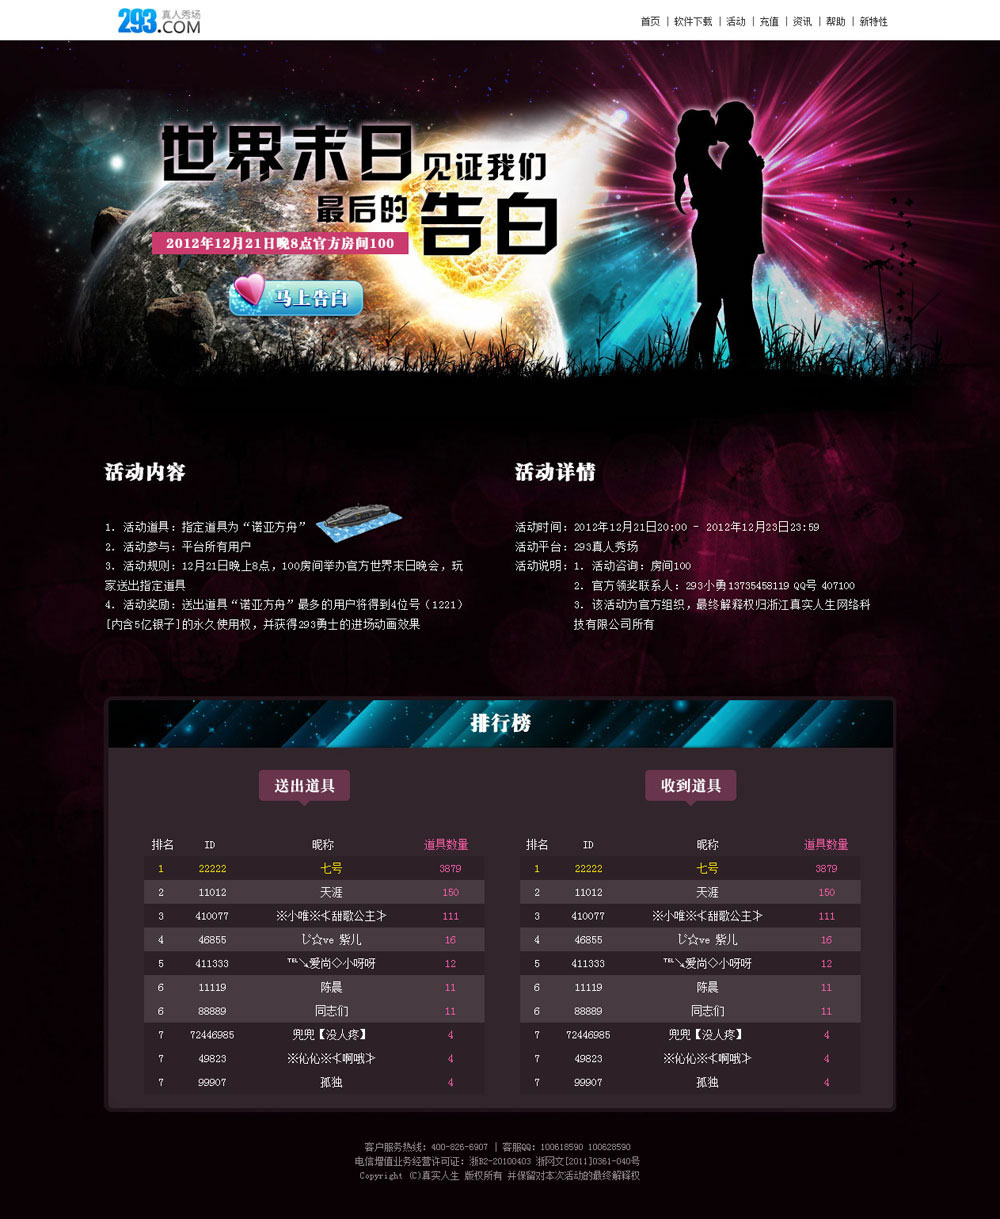 293.COM 真人秀场
首页 | 软件下载 | 活动 | 充值 | 资讯 | 帮助 | 新特性
世界末日 见证我们
最后的 告白
2012年12月21日晚8点官方房间100
马上告白
活动内容
1. 活动道具：指定道具为“诺亚方舟”
2. 活动参与：平台所有用户
3. 活动规则：12月21日晚上8点，100房间举办官方世界末日晚会，玩
家送出指定道具
4. 活动奖励：送出道具“诺亚方舟”最多的用户将得到4位号（1221）
[内含5亿银子]的永久使用权，并获得293勇士的进场动画效果
活动详情
活动时间：2012年12月21日20:00 - 2012年12月23日23:59
活动平台：293真人秀场
活动说明：1. 活动咨询：房间100
2. 官方领奖联系人：293小勇13735458119 QQ号 407100
3. 该活动为官方组织，最终解释权归浙江真实人生网络科
技有限公司所有
排行榜
送出道具
排名 ID 昵称 道具数量
1 22222 七号 3879
2 11012 天涯 150
3 410077 ※小唯※⊰甜歌公主⊱ 111
4 46855 じ☆ve 紫儿 16
5 411333 ℡↘爱尚◇小呀呀 12
6 11119 陈晨 11
6 88889 同志们 11
7 72446985 兜兜【没人疼】 4
7 49823 ※伈伈※⊰啊哦⊱ 4
7 99907 孤独 4
收到道具
排名 ID 昵称 道具数量
1 22222 七号 3879
2 11012 天涯 150
3 410077 ※小唯※⊰甜歌公主⊱ 111
4 46855 じ☆ve 紫儿 16
5 411333 ℡↘爱尚◇小呀呀 12
6 11119 陈晨 11
6 88889 同志们 11
7 72446985 兜兜【没人疼】 4
7 49823 ※伈伈※⊰啊哦⊱ 4
7 99907 孤独 4
客户服务热线：400-826-6907 | 客服QQ：100618590 100628590
电信增值业务经营许可证：浙B2-20100403 浙网文[2011]0361-040号
Copyright (C)真实人生 版权所有 并保留对本次活动的最终解释权